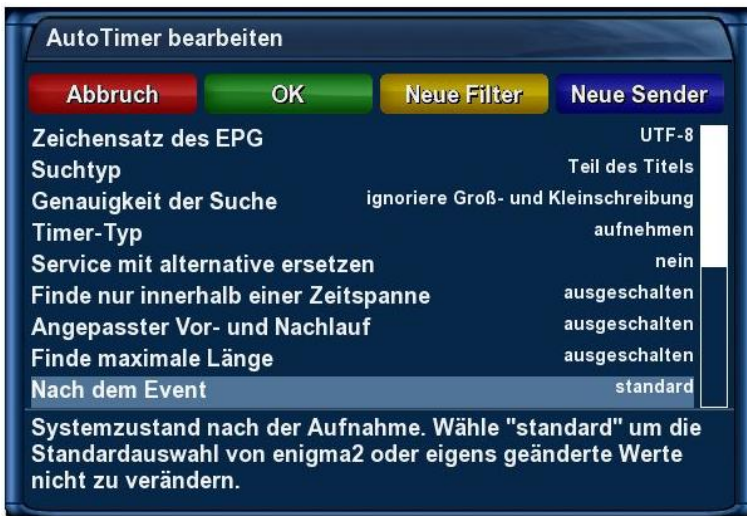 AutoTimer bearbeiten
Abbruch OK Neue Filter Neue Sender
Zeichensatz des EPG UTF-8
Suchtyp Teil des Titels
Genauigkeit der Suche ignoriere Groß- und Kleinschreibung
Timer-Typ aufnehmen
Service mit alternative ersetzen nein
Finde nur innerhalb einer Zeitspanne ausgeschalten
Angepasster Vor- und Nachlauf ausgeschalten
Finde maximale Länge ausgeschalten
Nach dem Event standard
Systemzustand nach der Aufnahme. Wähle "standard" um die
Standardauswahl von enigma2 oder eigens geänderte Werte
nicht zu verändern.